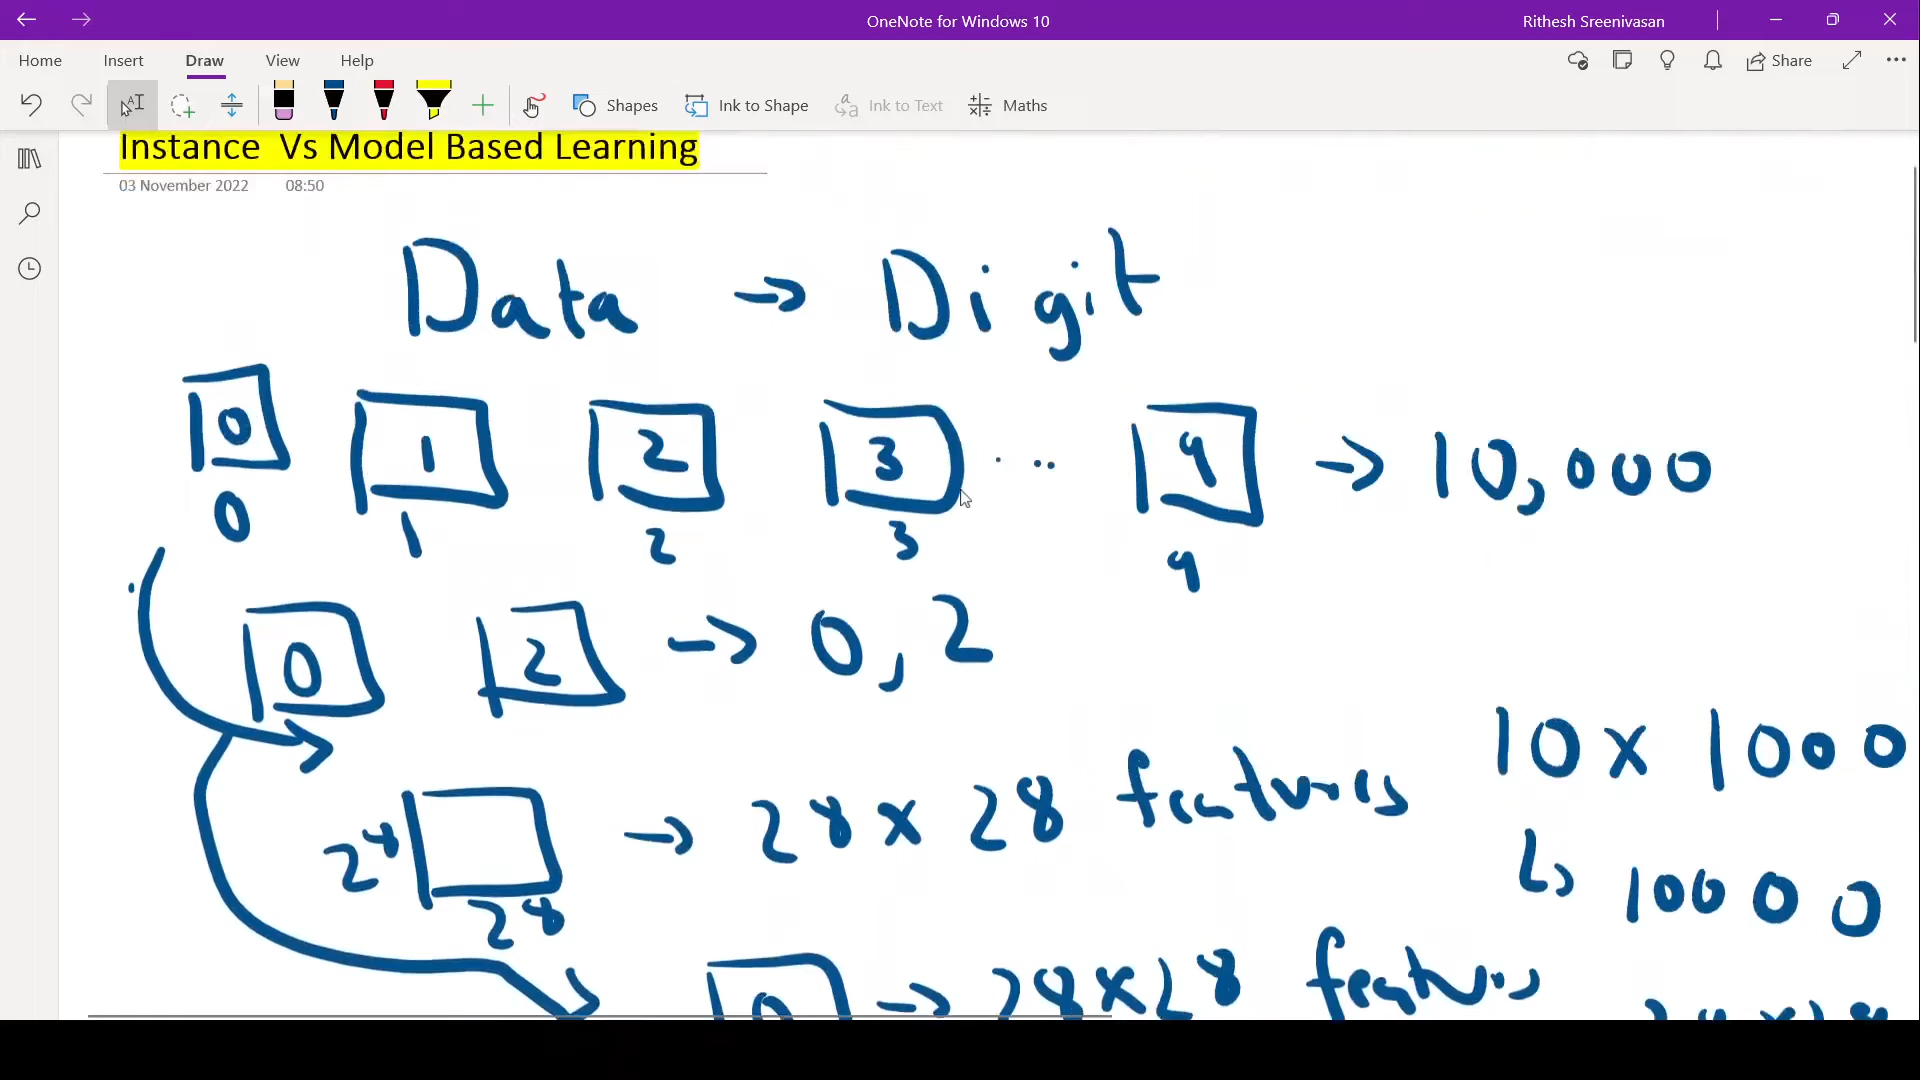 OneNote for Windows 10
Rithesh Sreenivasan
Home Insert Draw View Help
Share
Shapes
Ink to Shape
Ink to Text
Maths
Instance Vs Model Based Learning
03 November 2022 08:50
Data → Digit
0 1 2 3 ... 9 → 10,000
0 1 2 3 9
0 2 → 0, 2
10 x 1000
28 → 28 x 28 features
28
10000
0 → 28 x 28 features